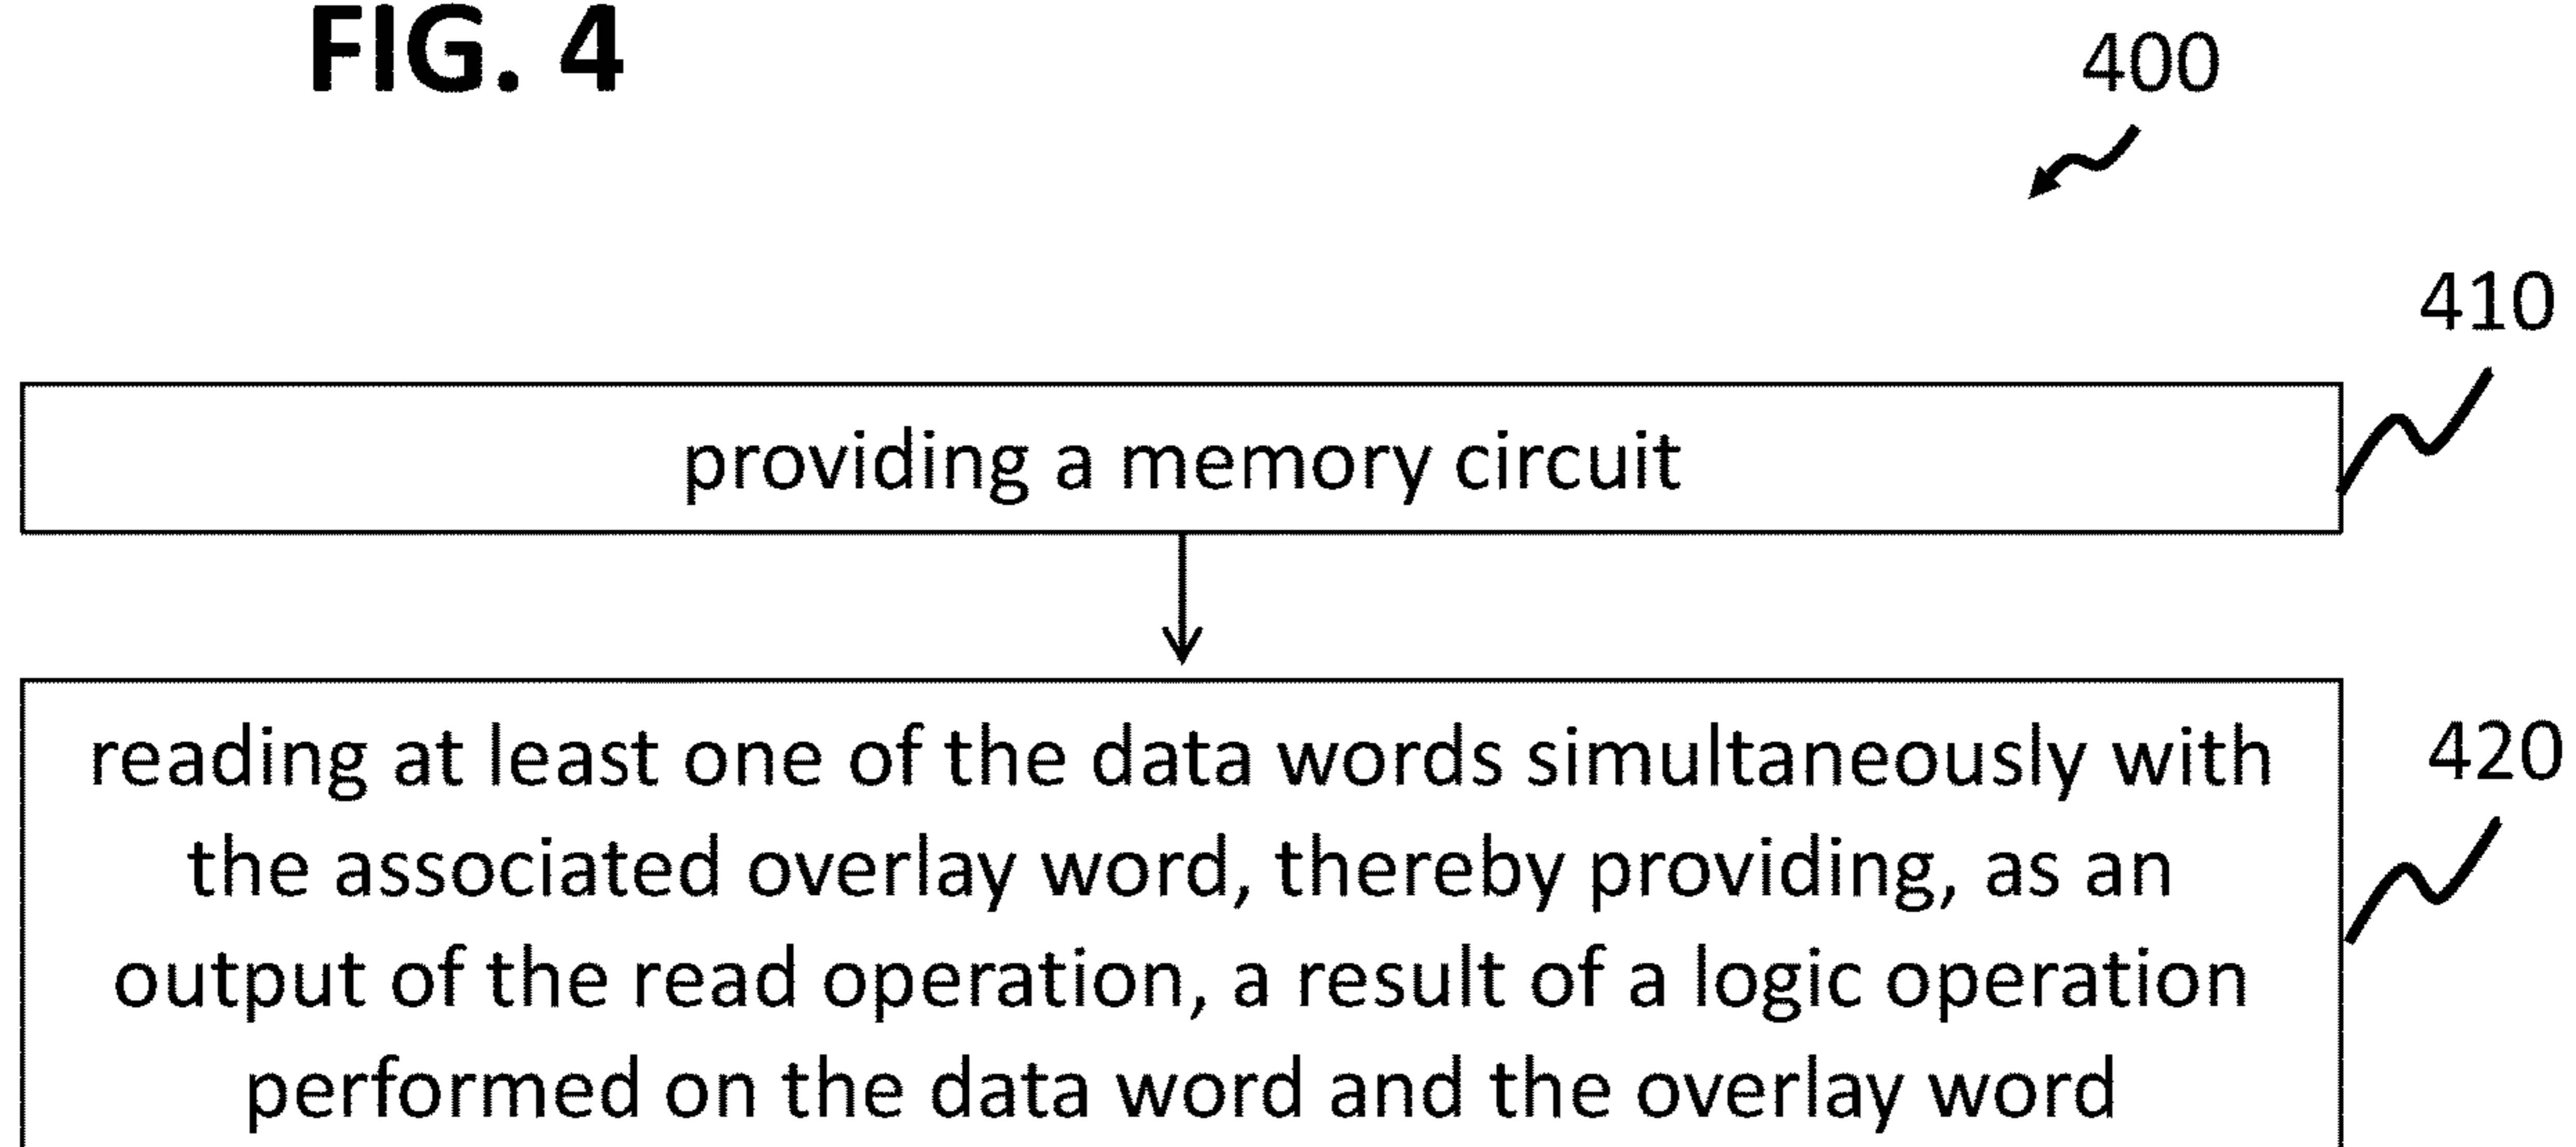 FIG. 4
400
410
providing a memory circuit
reading at least one of the data words simultaneously with
420
the associated overlay word, thereby providing, as an
output of the read operation, a result of a logic operation
performed on the data word and the overlay word